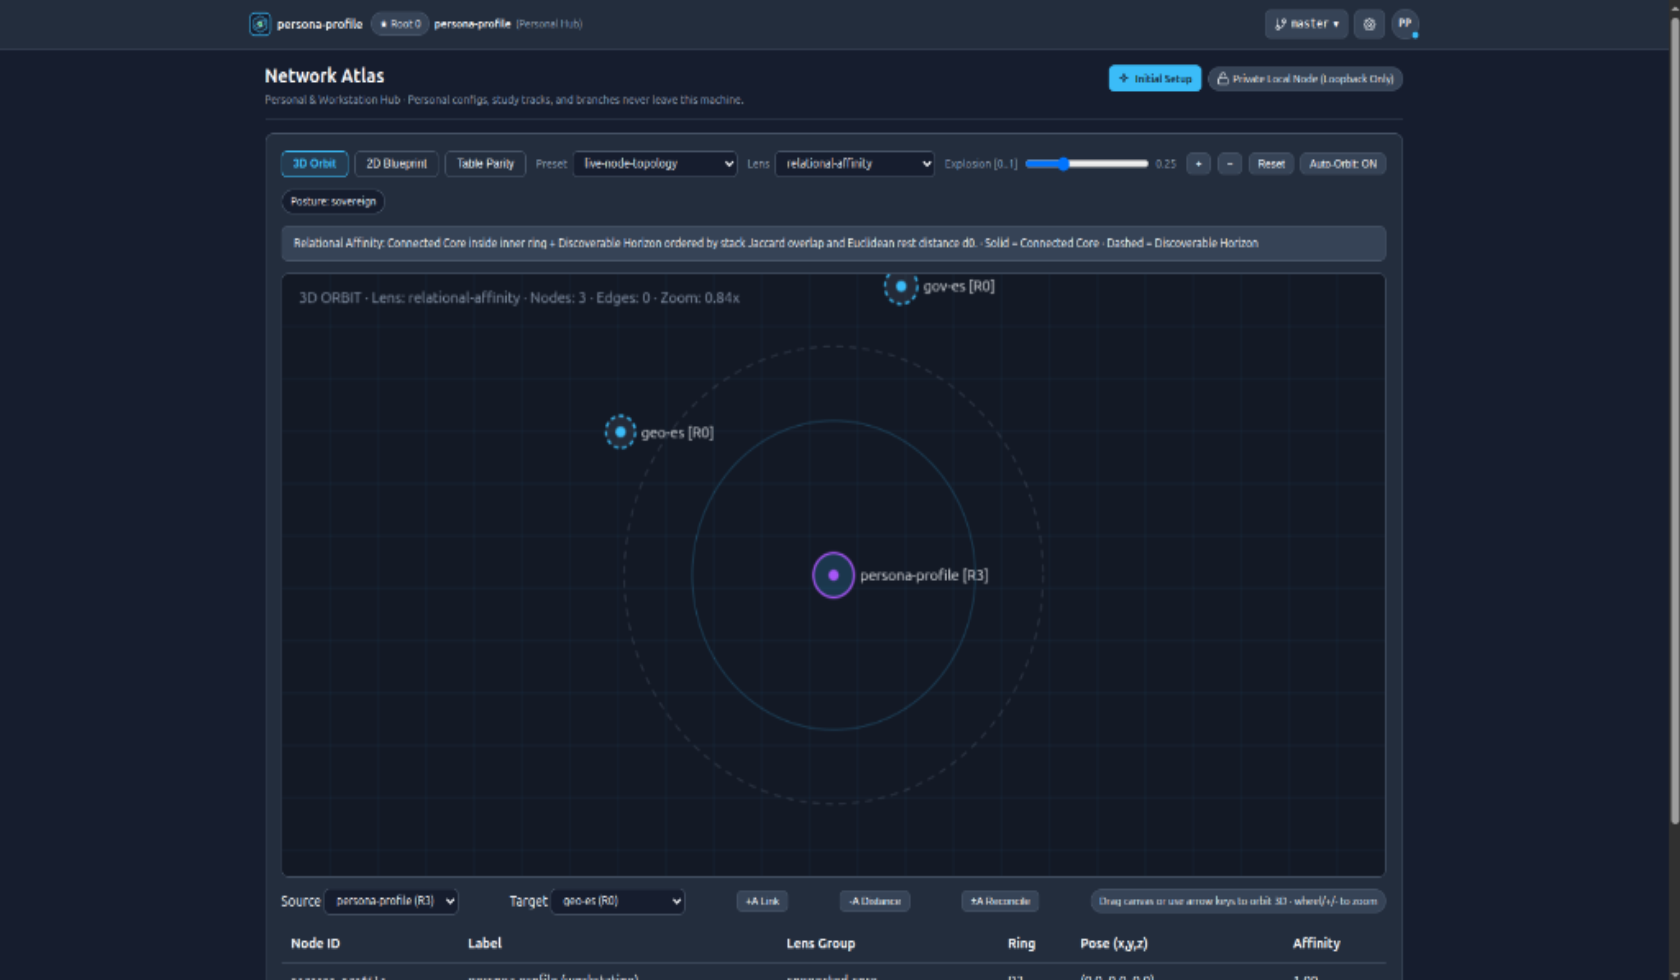 persona-profile ★ Root 0 persona-profile (Personal Hub) master ▾ PP
Network Atlas
Initial Setup Private Local Node (Loopback Only)
Personal & Workstation Hub · Personal configs, study tracks, and branches never leave this machine.
3D Orbit 2D Blueprint Table Parity Preset live-node-topology Lens relational-affinity Explosion [0..1] 0.25 + − Reset Auto-Orbit: ON
Posture: sovereign
Relational Affinity: Connected Core inside inner ring + Discoverable Horizon ordered by stack Jaccard overlap and Euclidean rest distance d0. · Solid = Connected Core · Dashed = Discoverable Horizon
gov-es [R0]
3D ORBIT · Lens: relational-affinity · Nodes: 3 · Edges: 0 · Zoom: 0.84x
geo-es [R0]
persona-profile [R3]
Source persona-profile (R3) Target geo-es (R0) +A Link -A Distance ±A Reconcile Drag canvas or use arrow keys to orbit 3D · wheel/+/- to zoom
Node ID Label Lens Group Ring Pose (x,y,z) Affinity